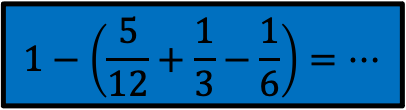 1 − (5/12 + 1/3 − 1/6) = ⋯